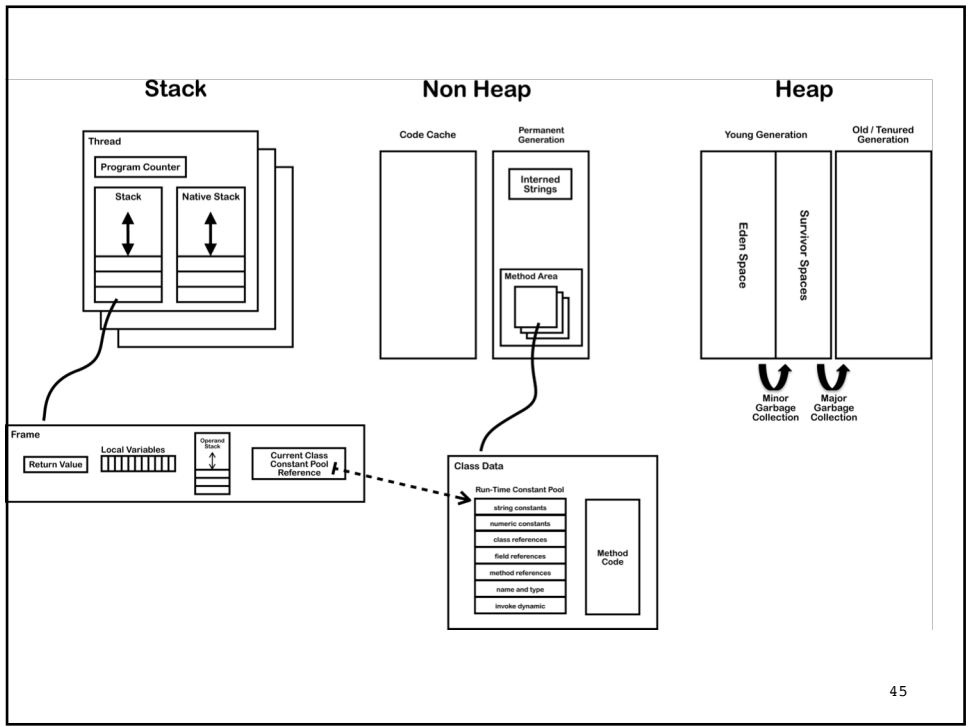 Stack
Non Heap
Heap
Thread
Program Counter
Stack
Native Stack
Code Cache
Permanent
Generation
Interned
Strings
Method Area
Young Generation
Old / Tenured
Generation
Eden Space
Survivor Spaces
Minor
Garbage
Collection
Major
Garbage
Collection
Frame
Return Value
Local Variables
Operand
Stack
Current Class
Constant Pool
Reference
Class Data
Run-Time Constant Pool
string constants
numeric constants
class references
field references
method references
name and type
invoke dynamic
Method
Code
45